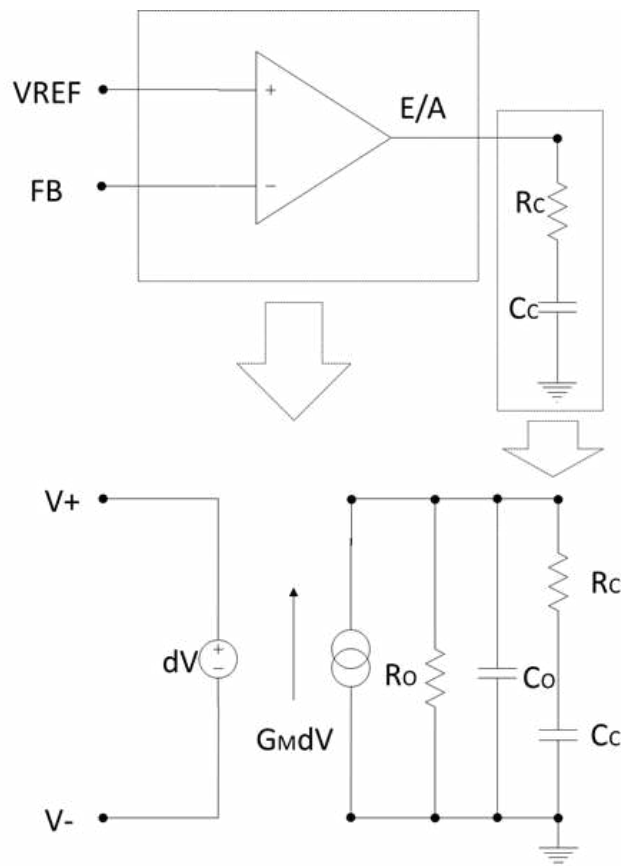 VREF
E/A
+
FB
−
RC
CC
V+
RC
+
dV
−
RO
CO
GMdV
CC
V-